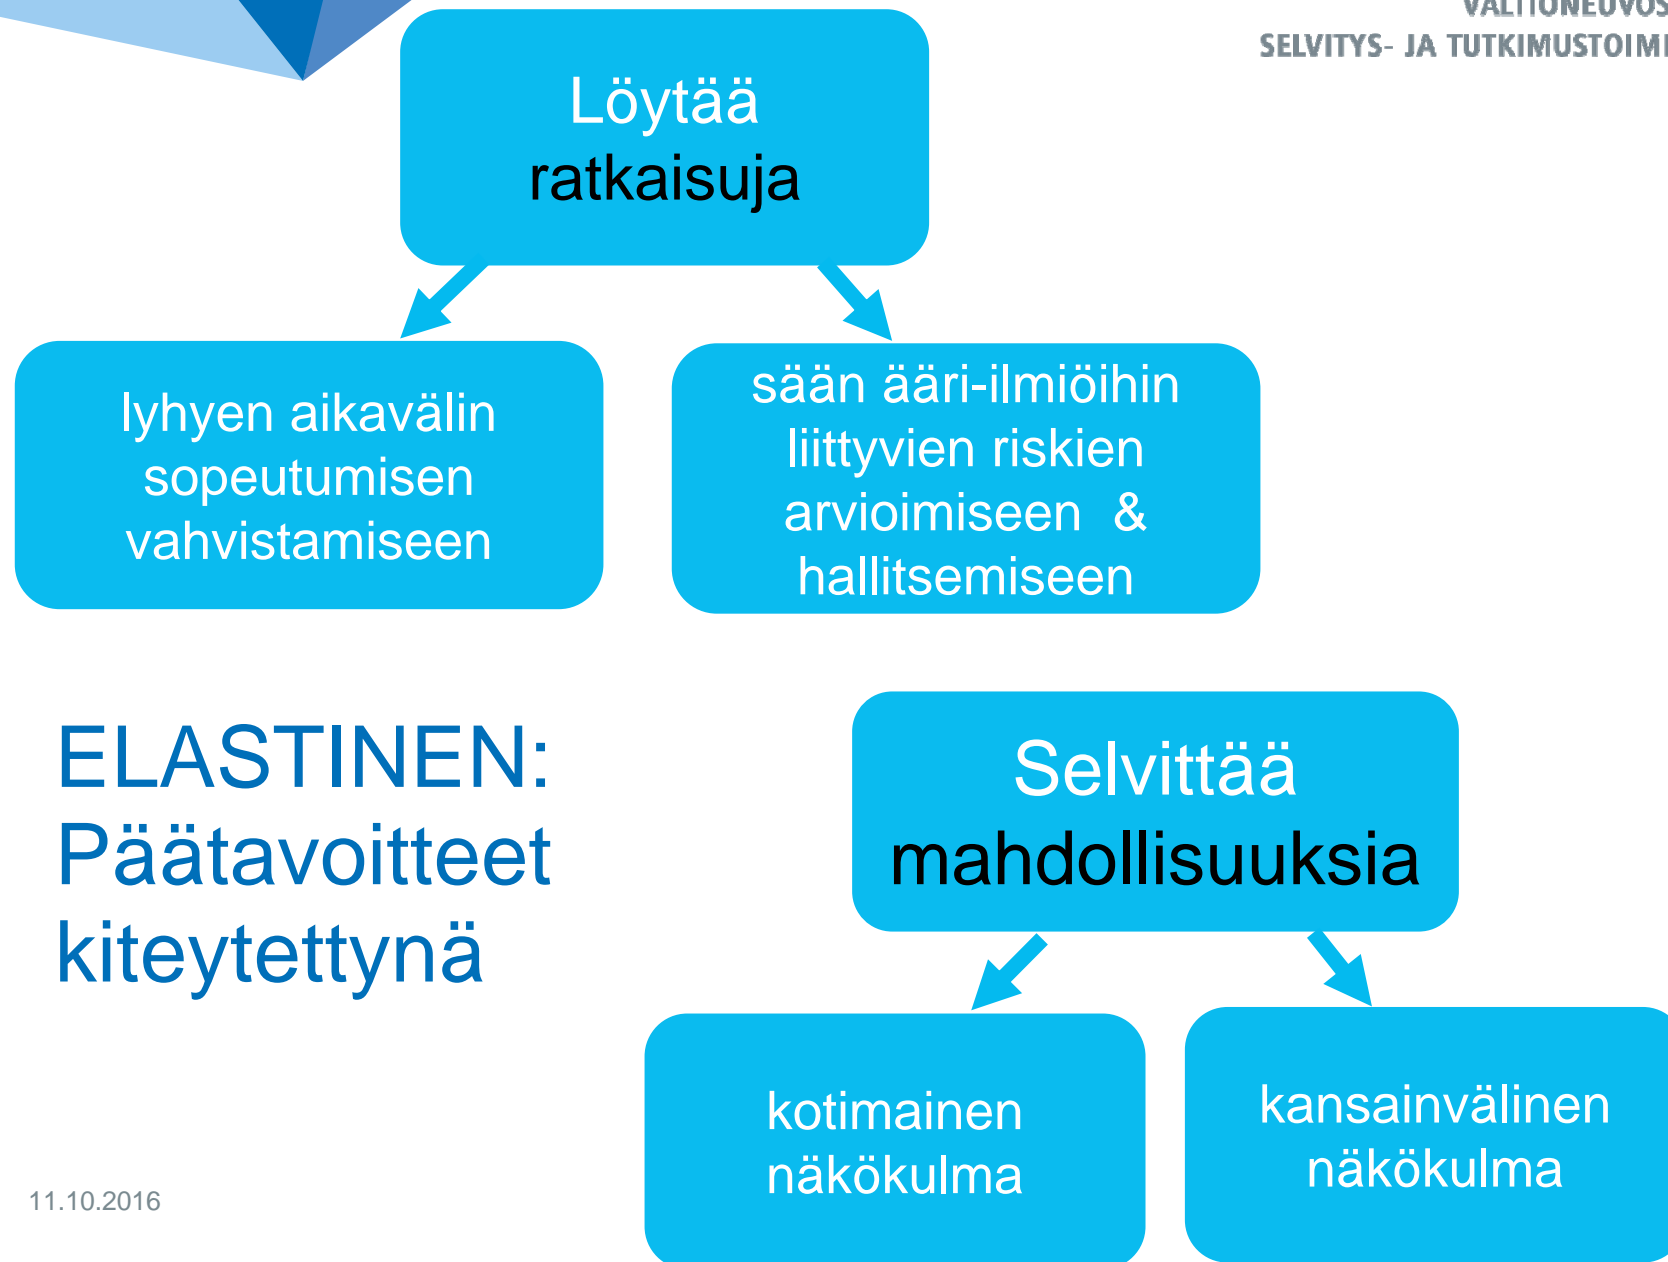 SELVITYS- JA
Löytää
ratkaisuja
lyhyen aikavälin
sopeutumisen
vahvistamiseen
sään ääri-ilmiöihin
liittyvien riskien
arvioimiseen &
hallitsemiseen
ELASTINEN:
Päätavoitteet
kiteytettynä
Selvittää
mahdollisuuksia
kotimainen
näkökulma
kansainvälinen
näkökulma
11.10.2016